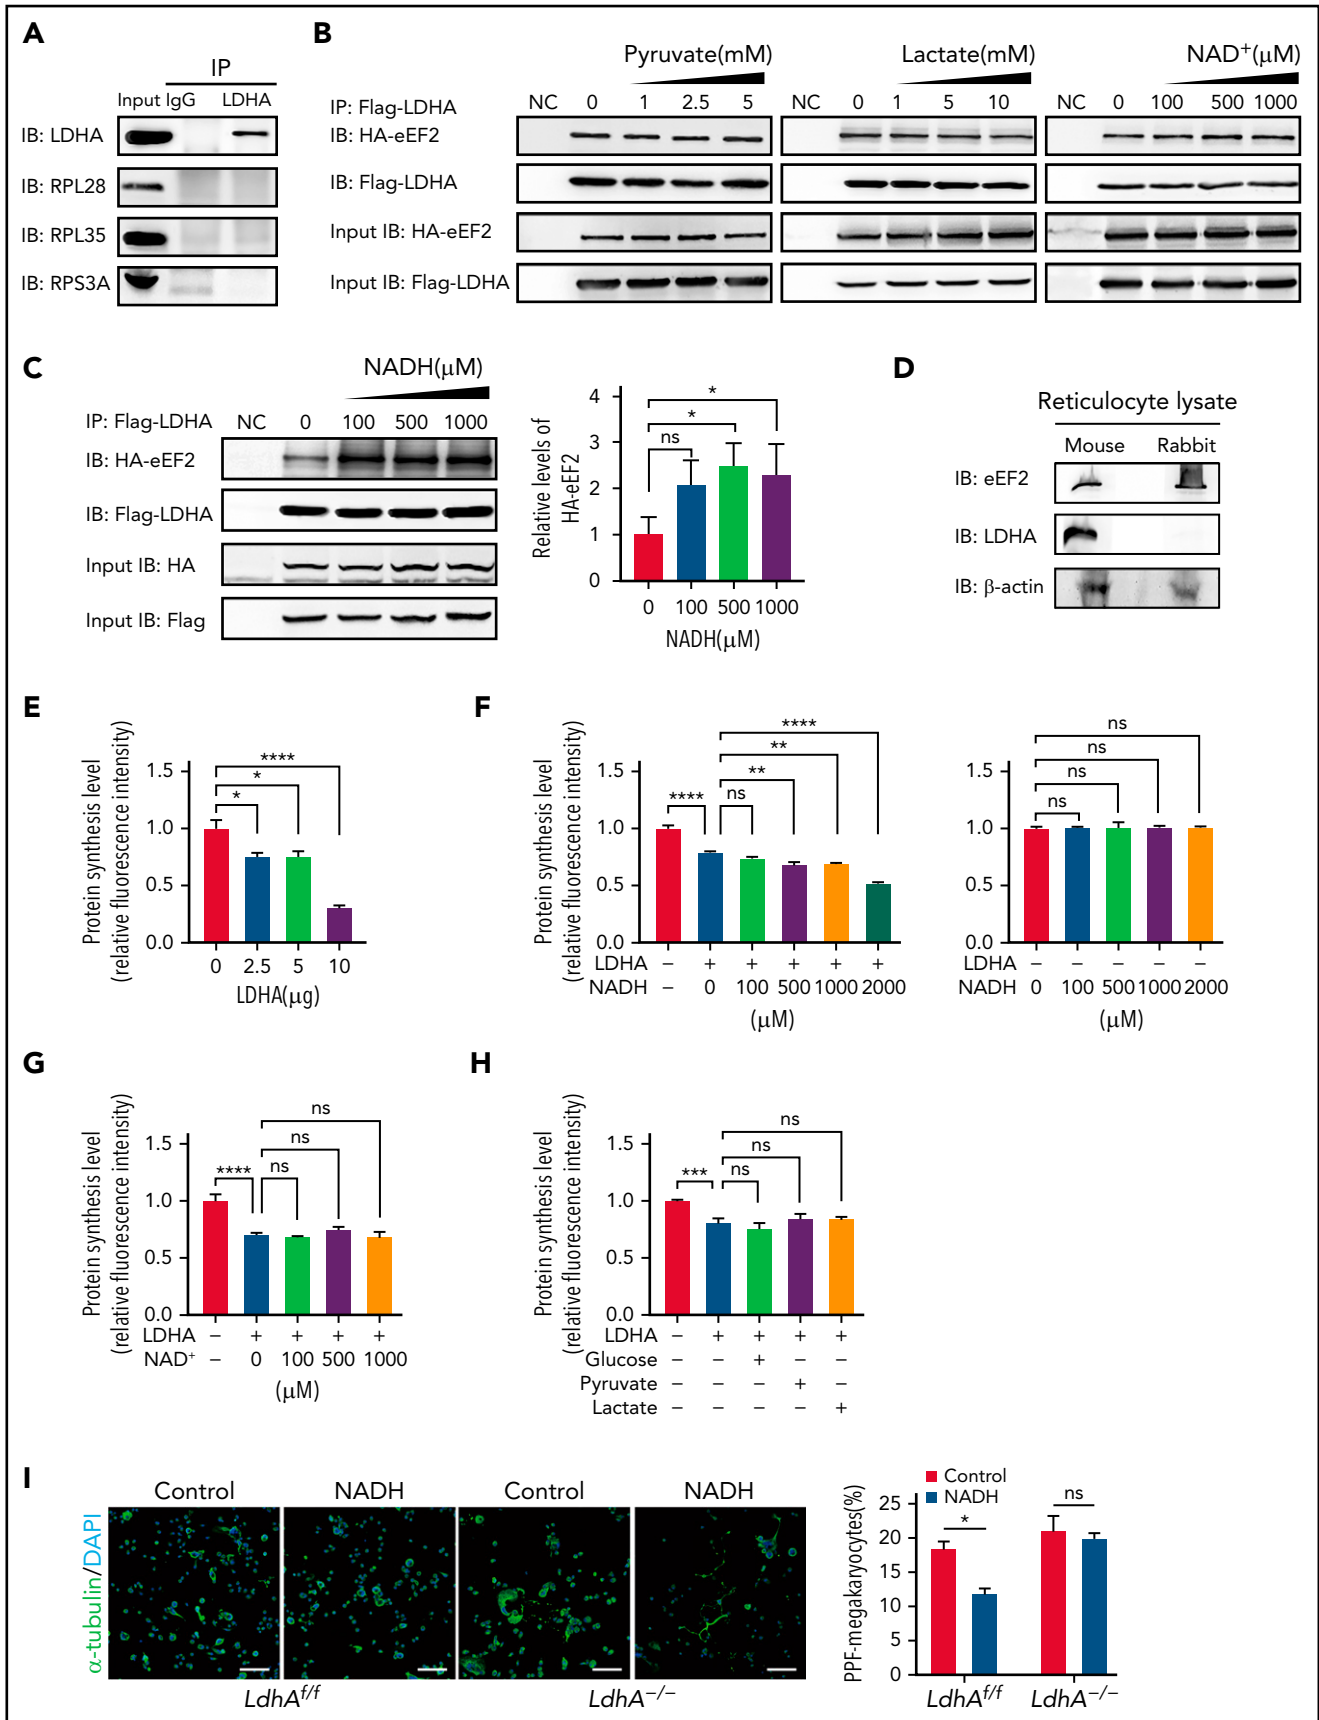 A
IP
Input IgG LDHA
IB: LDHA
IB: RPL28
IB: RPL35
IB: RPS3A
B
Pyruvate(mM) Lactate(mM) NAD+(μM)
IP: Flag-LDHA NC 0 1 2.5 5 NC 0 1 5 10 NC 0 100 500 1000
IB: HA-eEF2
IB: Flag-LDHA
Input IB: HA-eEF2
Input IB: Flag-LDHA
C
NADH(μM)
IP: Flag-LDHA NC 0 100 500 1000
IB: HA-eEF2
IB: Flag-LDHA
Input IB: HA
Input IB: Flag
Relative levels of
HA-eEF2
4
3
2
1
0
ns * *
0 100 500 1000
NADH(μM)
D
Reticulocyte lysate
Mouse Rabbit
IB: eEF2
IB: LDHA
IB: β-actin
E
Protein synthesis level
(relative fluorescence intensity)
1.5
1.0
0.5
0.0
****
*
*
0 2.5 5 10
LDHA(μg)
F
Protein synthesis level
(relative fluorescence intensity)
1.5
1.0
0.5
0.0
****
**
**
**** ns
LDHA − + + + + +
NADH − 0 100 500 1000 2000
(μM)
1.5
1.0
0.5
0.0
ns
ns
ns
ns
LDHA − − − − −
NADH 0 100 500 1000 2000
(μM)
G
Protein synthesis level
(relative fluorescence intensity)
1.5
1.0
0.5
0.0
ns
ns
**** ns
LDHA − + + + +
NAD+ − 0 100 500 1000
(μM)
H
Protein synthesis level
(relative fluorescence intensity)
1.5
1.0
0.5
0.0
ns
ns
*** ns
LDHA − + + + +
Glucose − − + − −
Pyruvate − − − + −
Lactate − − − − +
I
Control NADH Control NADH
α-tubulin/DAPI
LdhAf/f LdhA−/−
Control
NADH
PPF-megakaryocytes(%)
25
20
15
10
5
0
* ns
LdhAf/f LdhA−/−